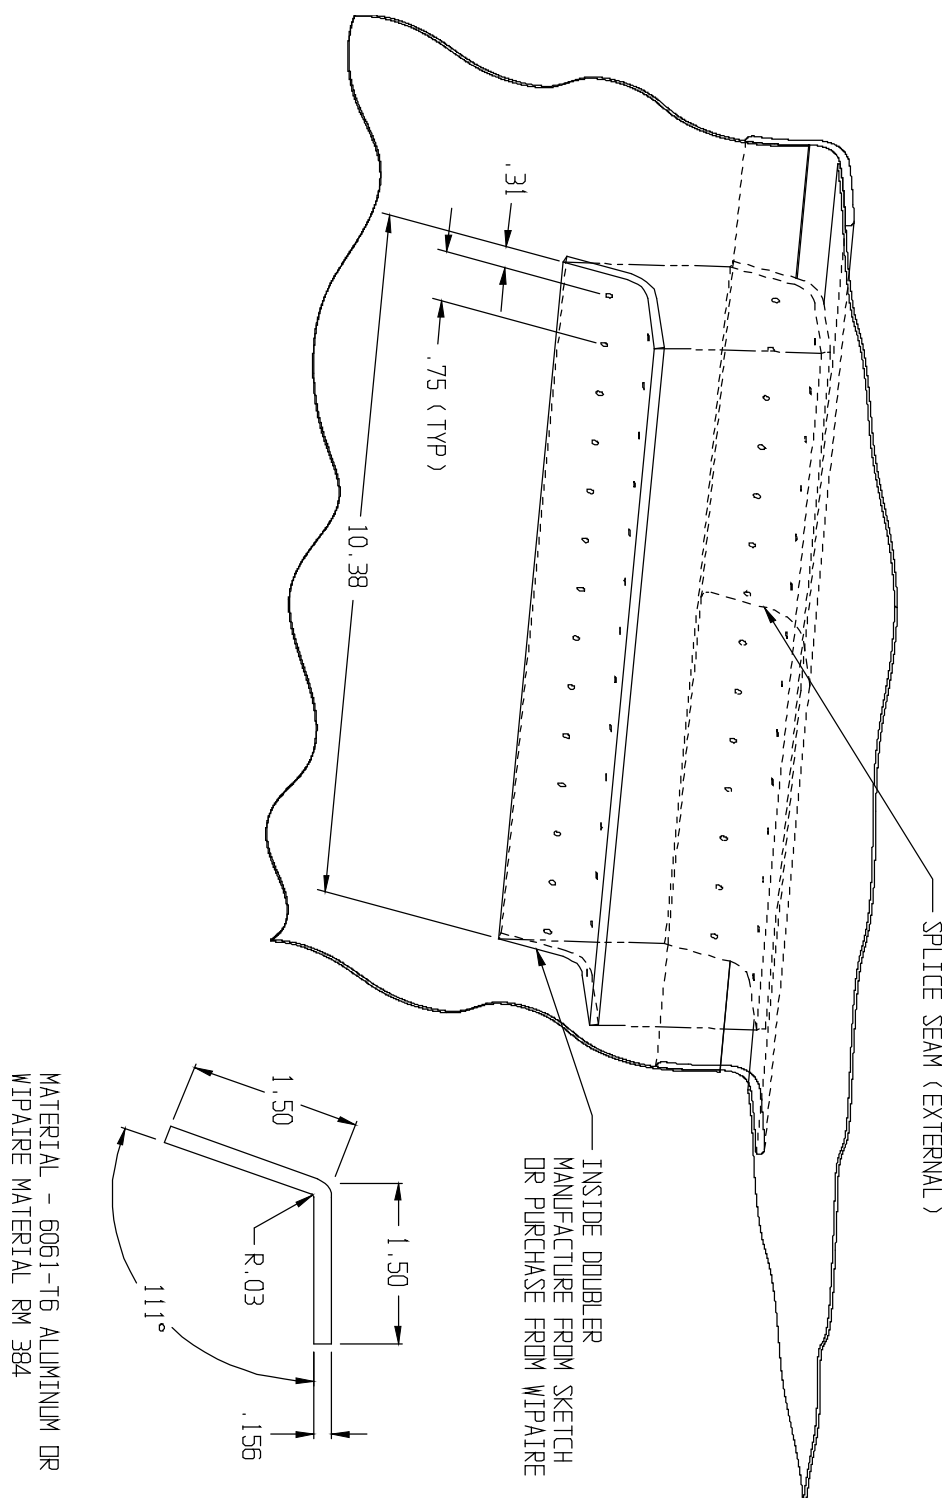 SPLICE SEAM (EXTERNAL)
.31
.75 (TYP)
10.38
INSIDE DOUBLER
MANUFACTURE FROM SKETCH
OR PURCHASE FROM WIPAIRE
1.50
1.50
R.03
111°
.156
MATERIAL - 6061-T6 ALUMINUM OR
WIPAIRE MATERIAL RM 384